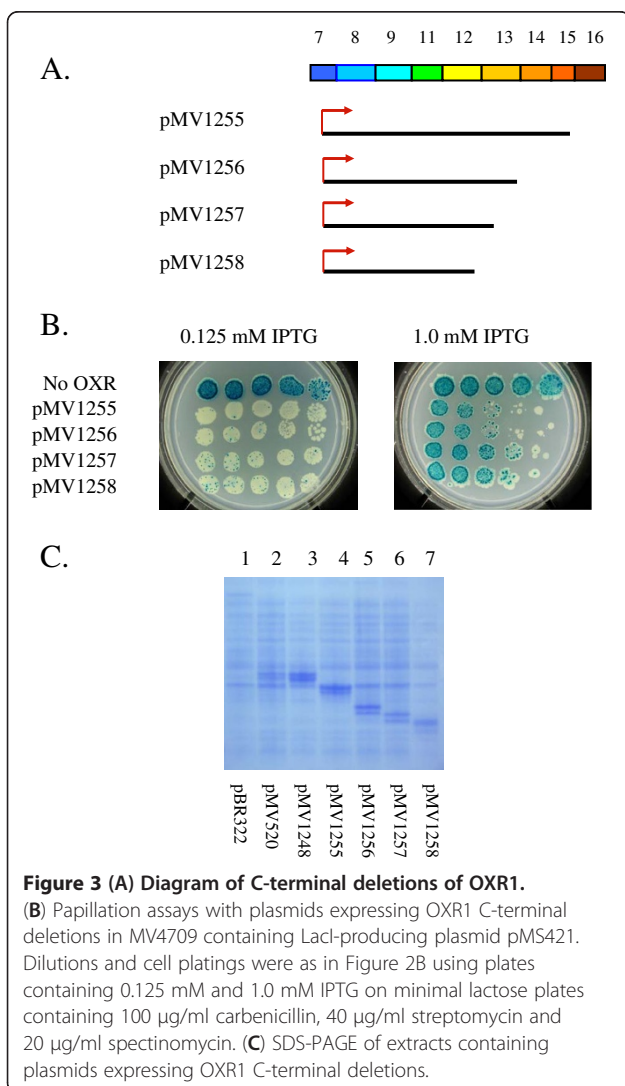 7 8 9 11 12 13 14 15 16
A.
pMV1255
pMV1256
pMV1257
pMV1258
B.
0.125 mM IPTG 1.0 mM IPTG
No OXR
pMV1255
pMV1256
pMV1257
pMV1258
C.
1 2 3 4 5 6 7
pBR322
pMV520
pMV1248
pMV1255
pMV1256
pMV1257
pMV1258
Figure 3 (A) Diagram of C-terminal deletions of OXR1.
(B) Papillation assays with plasmids expressing OXR1 C-terminal
deletions in MV4709 containing LacI-producing plasmid pMS421.
Dilutions and cell platings were as in Figure 2B using plates
containing 0.125 mM and 1.0 mM IPTG on minimal lactose plates
containing 100 μg/ml carbenicillin, 40 μg/ml streptomycin and
20 μg/ml spectinomycin. (C) SDS-PAGE of extracts containing
plasmids expressing OXR1 C-terminal deletions.